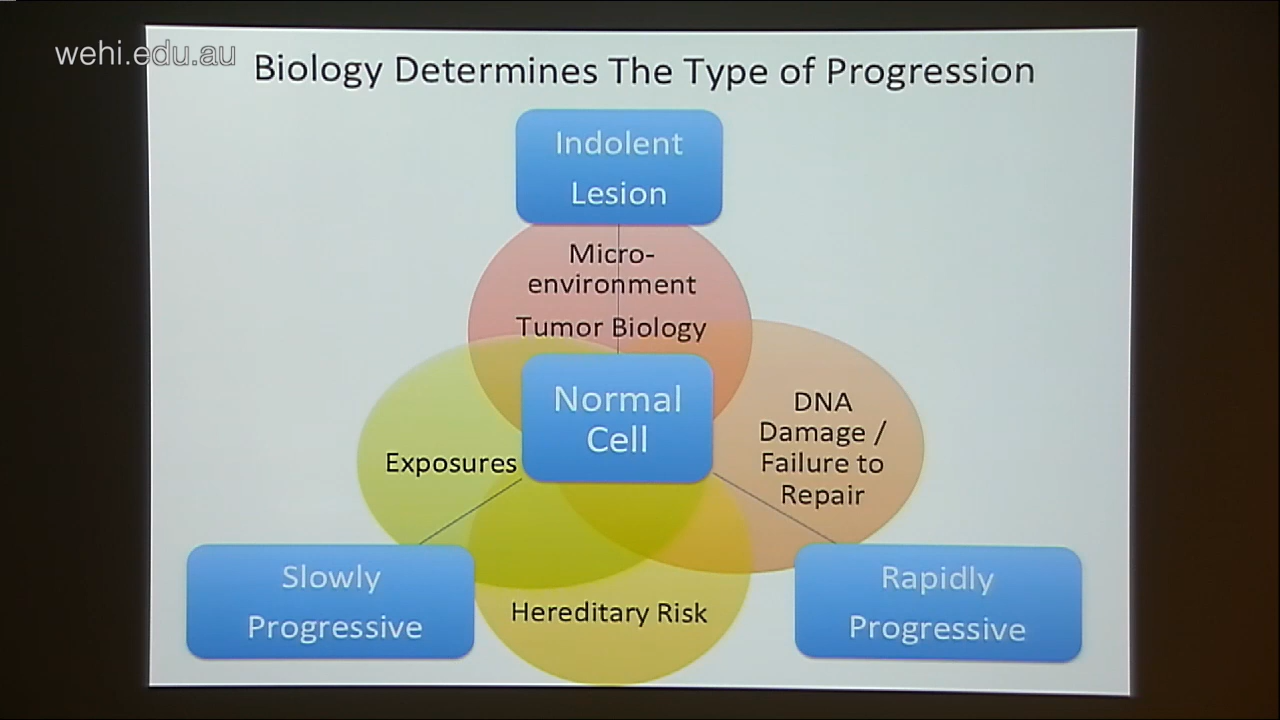 wehi.edu.au
Biology Determines The Type of Progression
Indolent
Lesion
Micro-
environment
Tumor Biology
Normal
Cell
Exposures
DNA
Damage /
Failure to
Repair
Hereditary Risk
Slowly
Progressive
Rapidly
Progressive